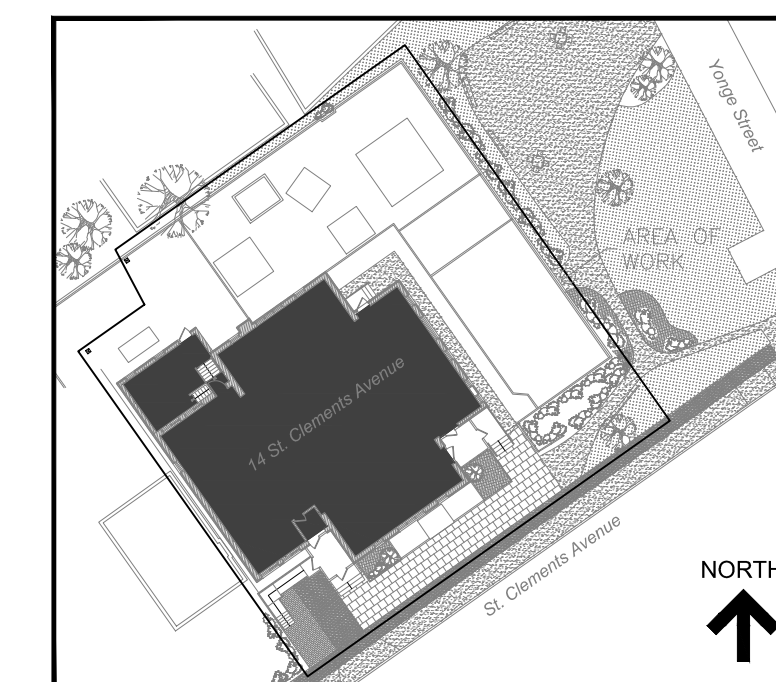 Yonge Street
AREA OF
WORK
14 St. Clements Avenue
St. Clements Avenue
NORTH